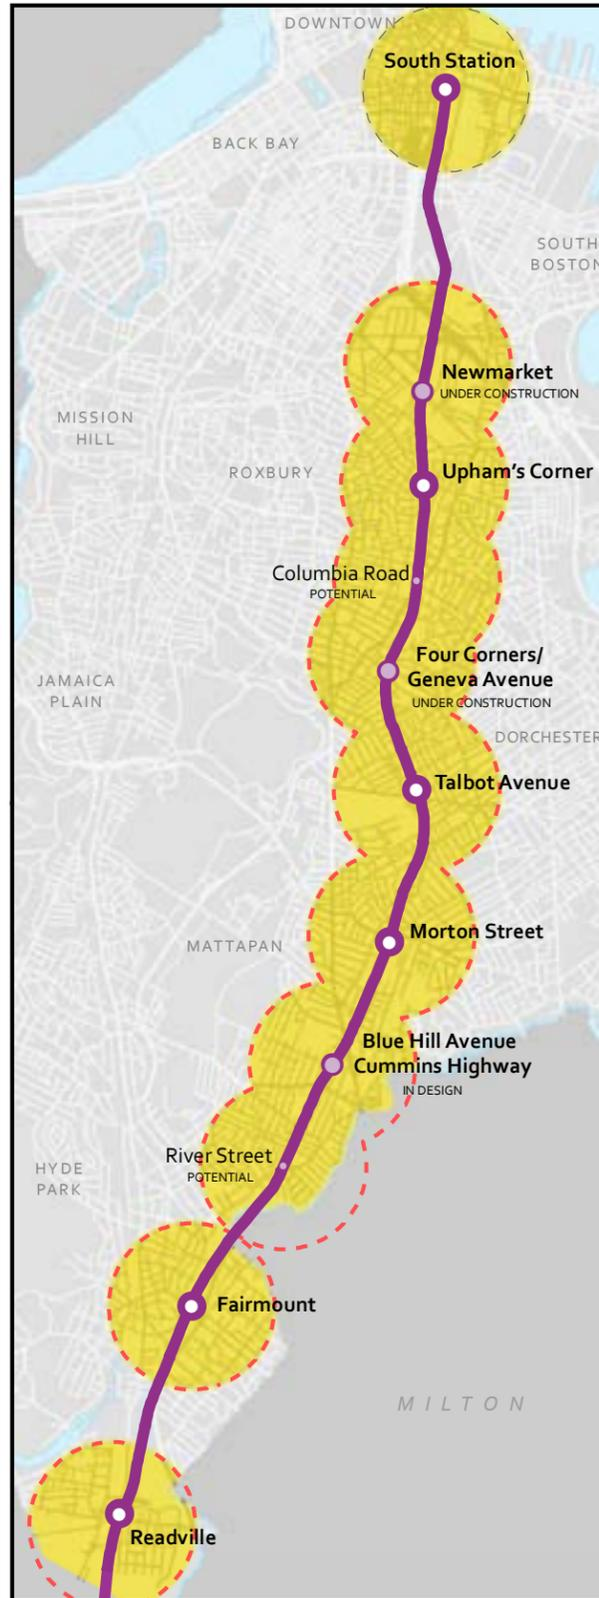 DOWNTOWN
South Station
BACK BAY
SOUTH
BOSTON
Newmarket
UNDER CONSTRUCTION
MISSION
HILL
ROXBURY
Upham's Corner
Columbia Road
POTENTIAL
Four Corners/
Geneva Avenue
UNDER CONSTRUCTION
JAMAICA
PLAIN
DORCHESTER
Talbot Avenue
Morton Street
MATTAPAN
Blue Hill Avenue
Cummins Highway
IN DESIGN
River Street
POTENTIAL
HYDE
PARK
Fairmount
MILTON
Readville